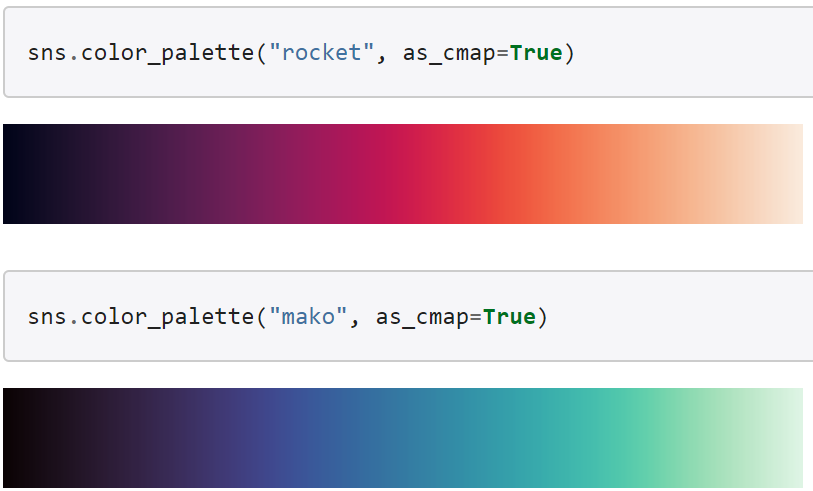 sns.color_palette("rocket", as_cmap=True)
sns.color_palette("mako", as_cmap=True)